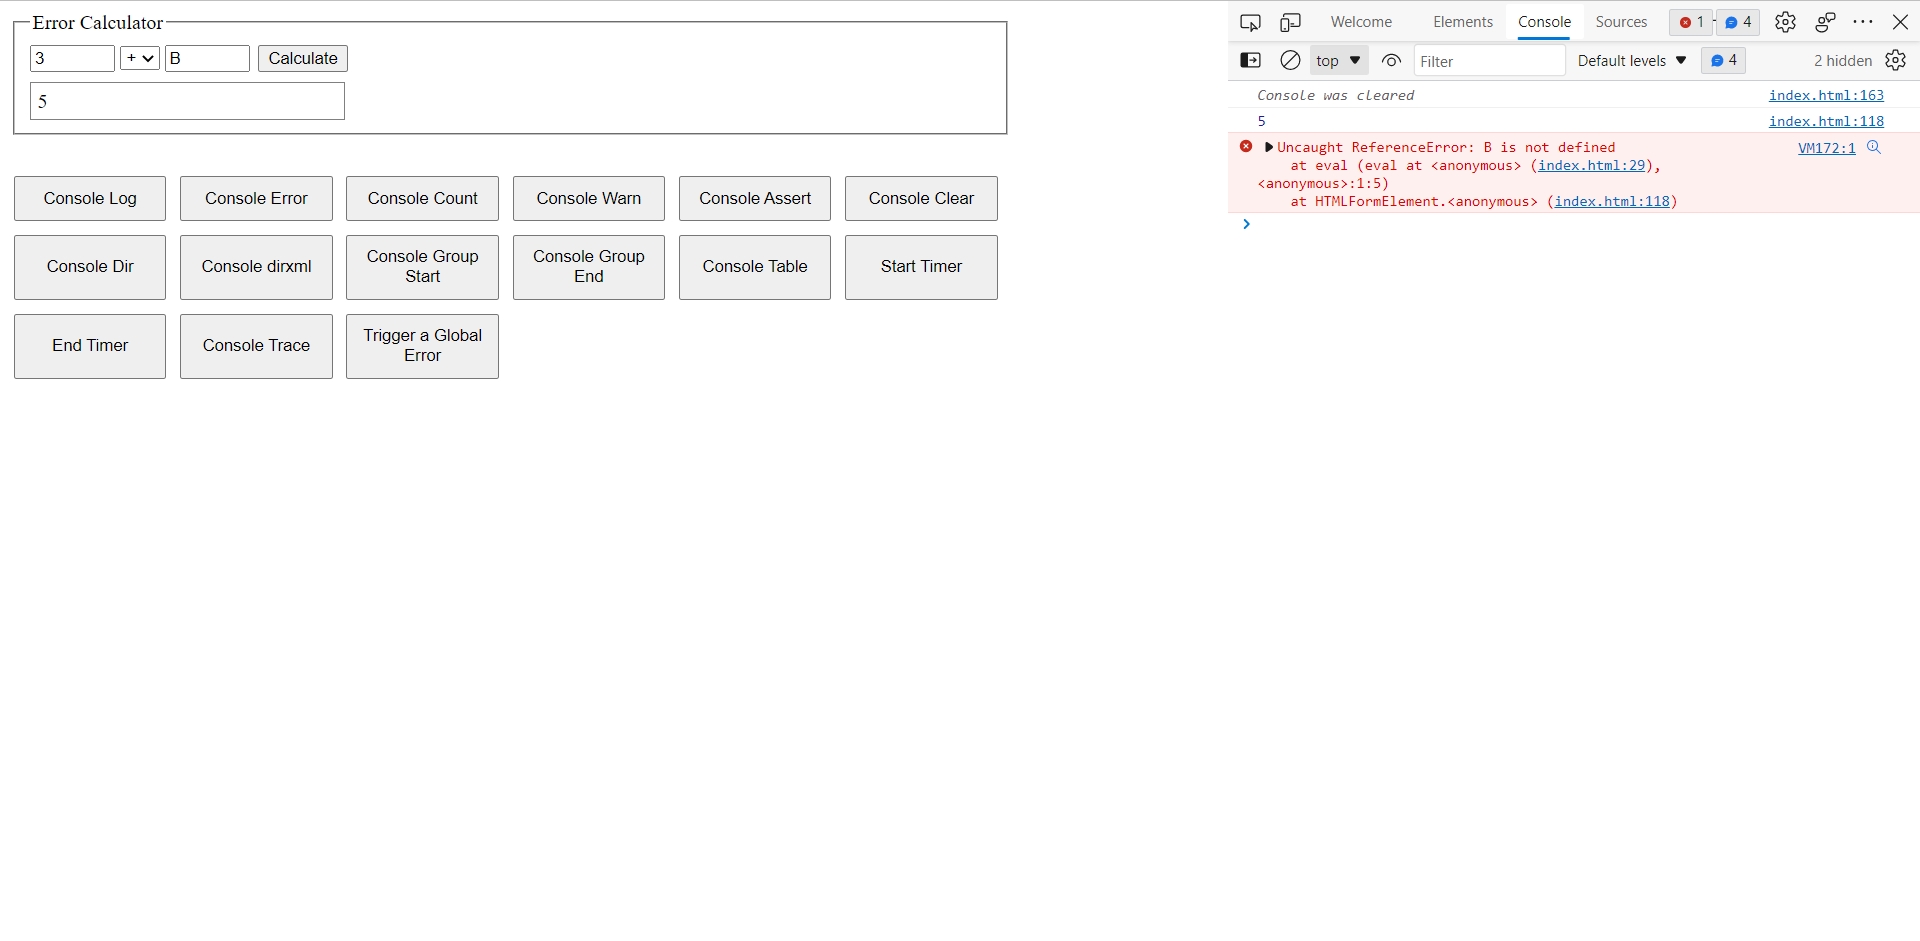 Error Calculator
3 + B Calculate
5
Console Log Console Error Console Count Console Warn Console Assert Console Clear
Console Dir Console dirxml Console Group Start Console Group End Console Table Start Timer
End Timer Console Trace Trigger a Global Error
Welcome Elements Console Sources 1 4
top Filter Default levels 4 2 hidden
Console was cleared index.html:163
5 index.html:118
Uncaught ReferenceError: B is not defined VM172:1
at eval (eval at <anonymous> (index.html:29),
<anonymous>:1:5)
at HTMLFormElement.<anonymous> (index.html:118)